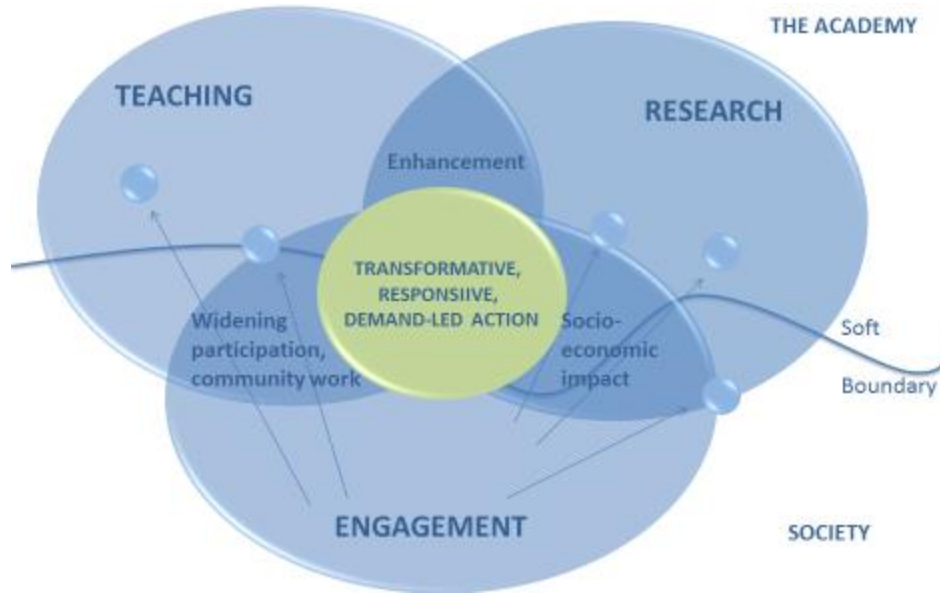 THE ACADEMY
TEACHING
RESEARCH
Enhancement
TRANSFORMATIVE,
RESPONSIIVE,
DEMAND-LED ACTION
Widening
participation,
community work
Socio-
economic
impact
Soft
Boundary
ENGAGEMENT
SOCIETY